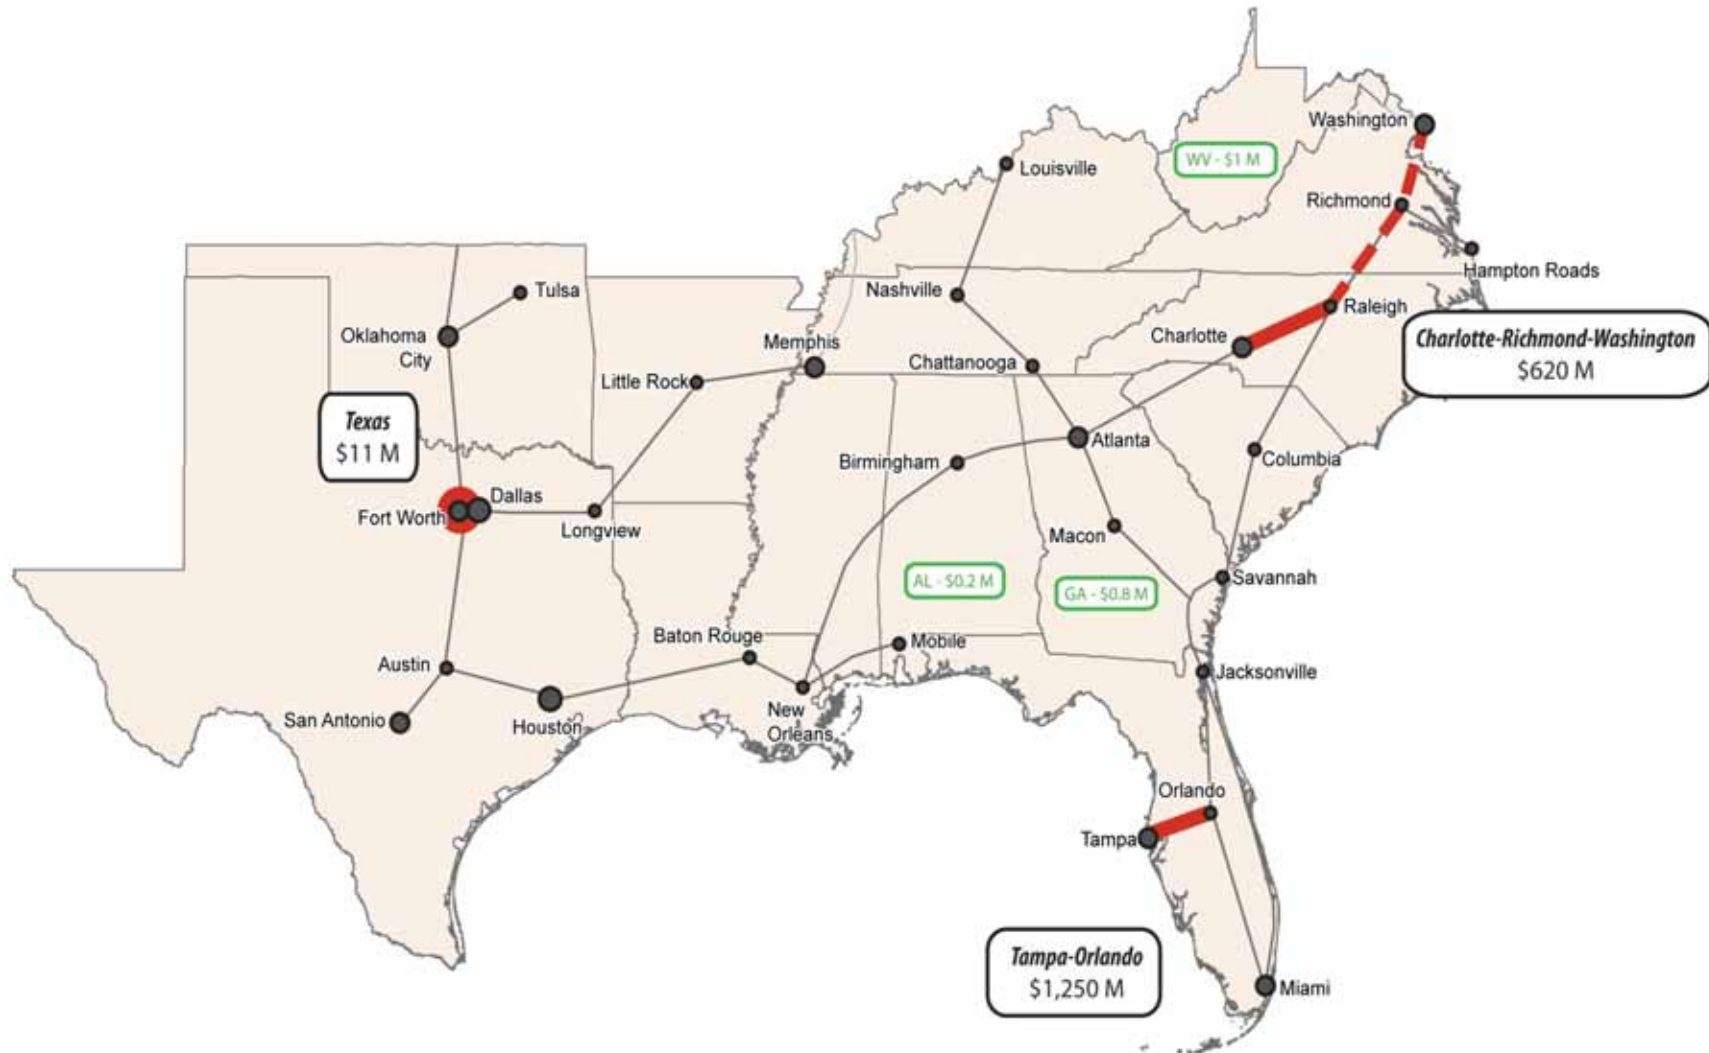 Washington
WV - $1 M
Louisville
Richmond
Hampton Roads
Tulsa
Nashville
Raleigh
Oklahoma
City
Memphis
Charlotte
Charlotte-Richmond-Washington
$620 M
Chattanooga
Little Rock
Texas
$11 M
Atlanta
Birmingham
Columbia
Dallas
Fort Worth
Longview
Macon
AL - $0.2 M
GA - $0.8 M
Savannah
Baton Rouge
Mobile
Austin
Jacksonville
San Antonio
Houston
New
Orleans
Orlando
Tampa
Tampa-Orlando
$1,250 M
Miami